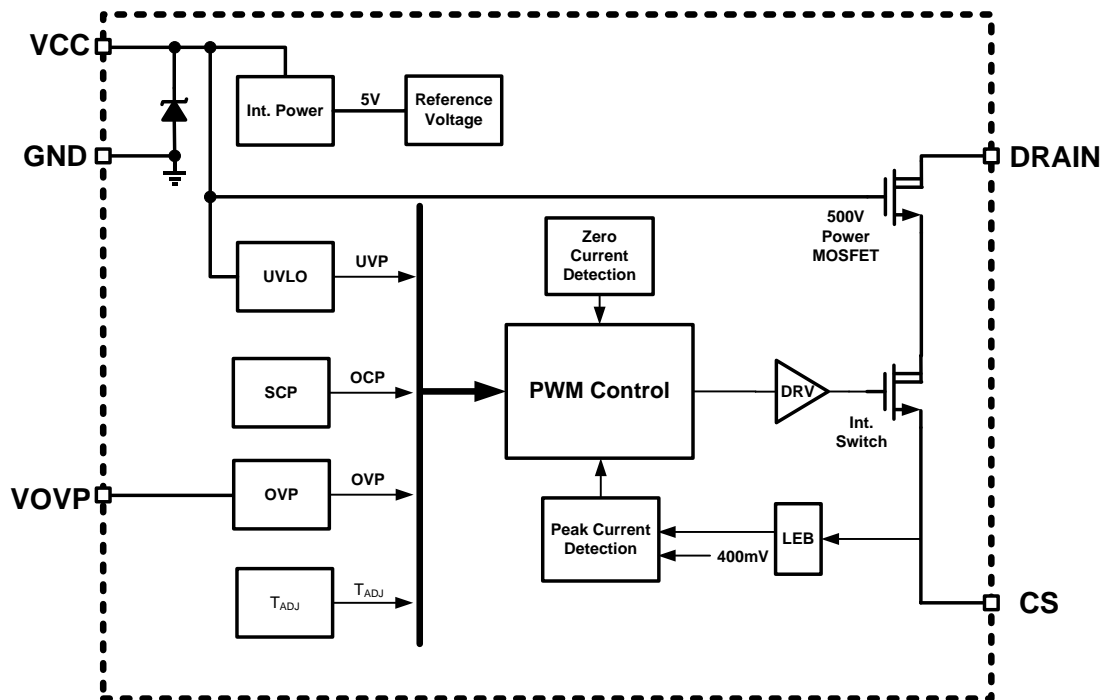 VCC
Int. Power
5V
Reference
Voltage
GND
DRAIN
500V
Power
MOSFET
Zero
Current
Detection
UVLO
UVP
SCP
OCP
PWM Control
DRV
Int.
Switch
VOVP
OVP
OVP
Peak Current
Detection
400mV
LEB
TADJ
TADJ
CS